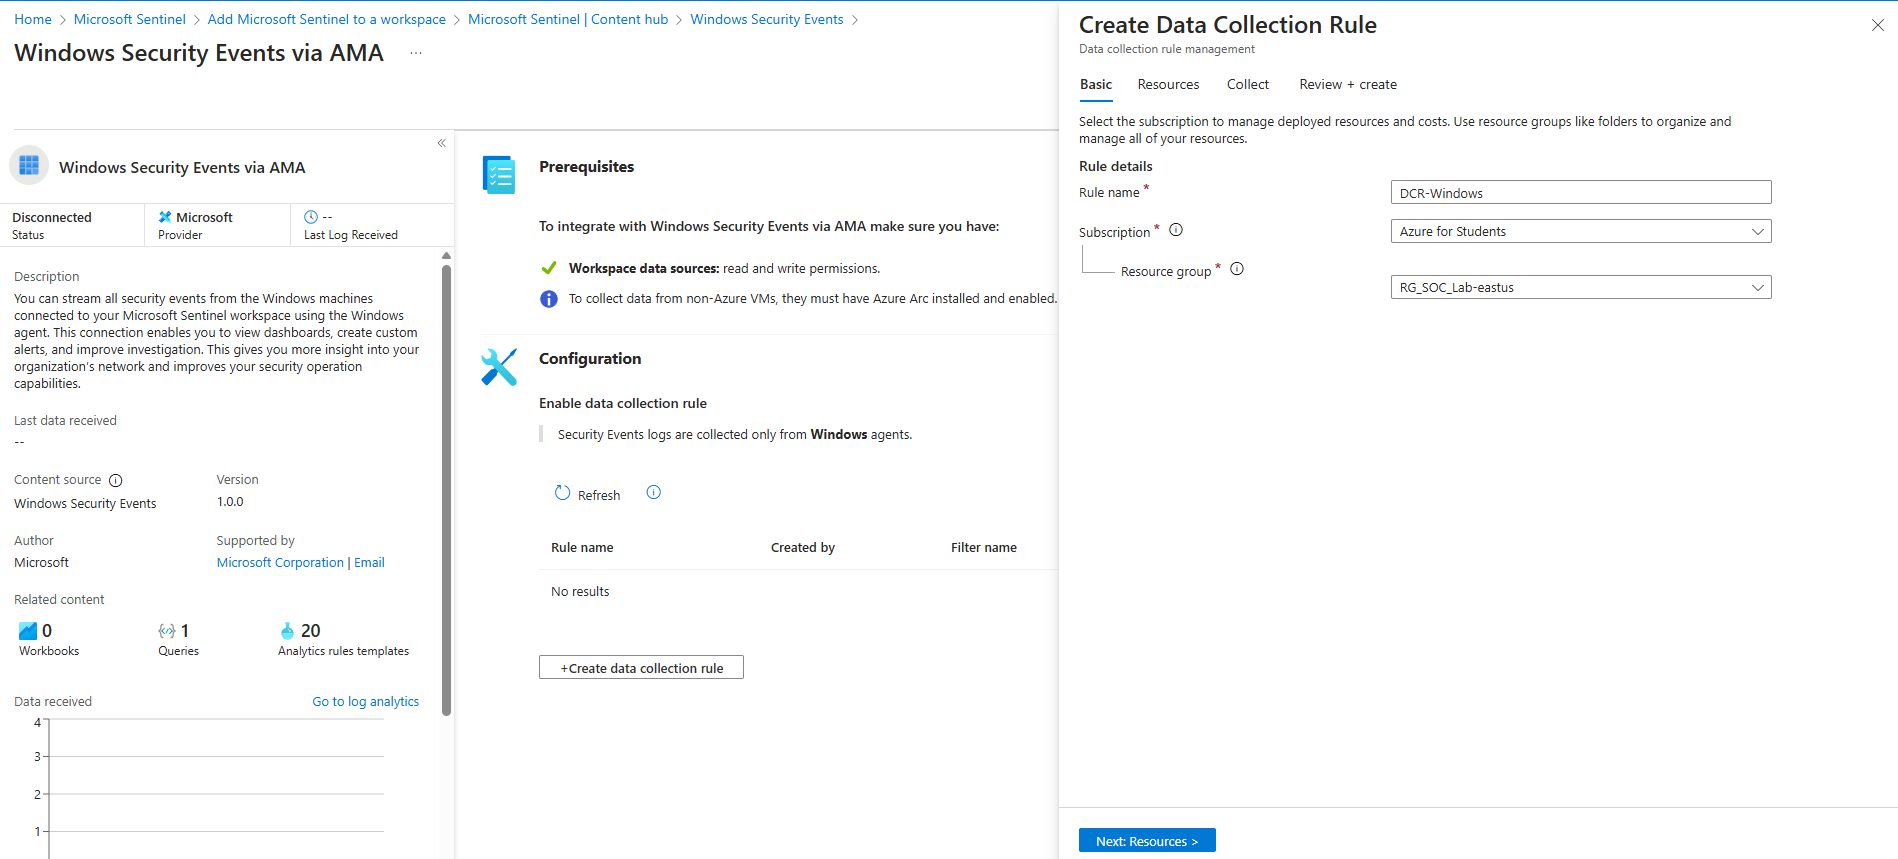 Home > Microsoft Sentinel > Add Microsoft Sentinel to a workspace > Microsoft Sentinel | Content hub > Windows Security Events >
Windows Security Events via AMA ...
«
Windows Security Events via AMA
Disconnected
Status
Microsoft
Provider
--
Last Log Received
Description
You can stream all security events from the Windows machines
connected to your Microsoft Sentinel workspace using the Windows
agent. This connection enables you to view dashboards, create custom
alerts, and improve investigation. This gives you more insight into your
organization's network and improves your security operation
capabilities.
Last data received
--
Content source
Windows Security Events
Version
1.0.0
Author
Microsoft
Supported by
Microsoft Corporation | Email
Related content
0
Workbooks
1
Queries
20
Analytics rules templates
Data received
Go to log analytics
4
3
2
1
Prerequisites
To integrate with Windows Security Events via AMA make sure you have:
Workspace data sources: read and write permissions.
To collect data from non-Azure VMs, they must have Azure Arc installed and enabled.
Configuration
Enable data collection rule
Security Events logs are collected only from Windows agents.
Refresh
Rule name Created by Filter name
No results
+Create data collection rule
Create Data Collection Rule
Data collection rule management
Basic Resources Collect Review + create
Select the subscription to manage deployed resources and costs. Use resource groups like folders to organize and
manage all of your resources.
Rule details
Rule name *
DCR-Windows
Subscription *
Azure for Students
Resource group *
RG_SOC_Lab-eastus
Next: Resources >